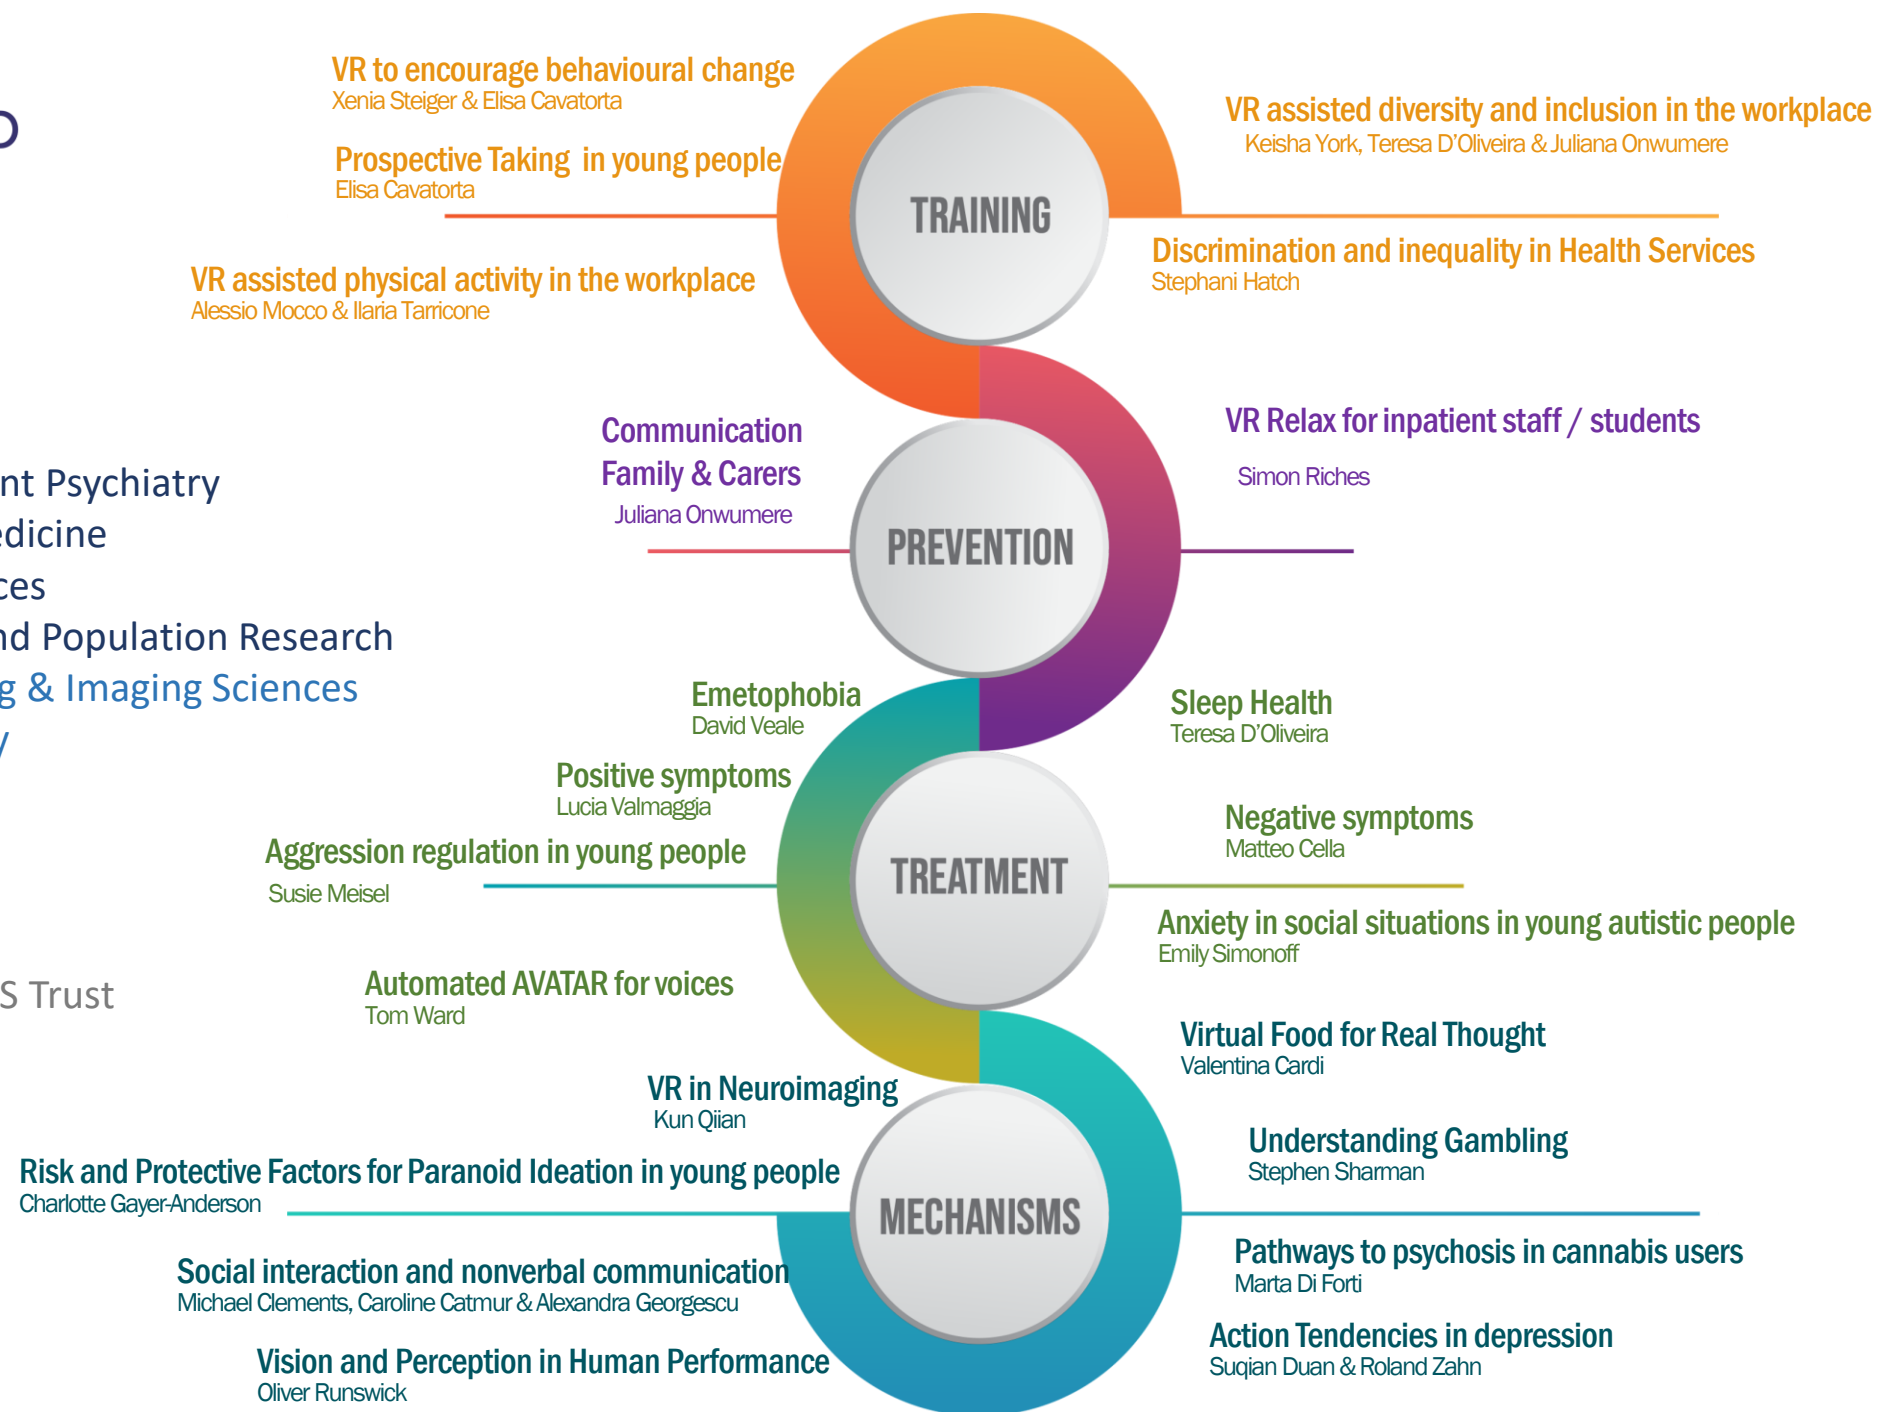 VR to encourage behavioural change
Xenia Steiger & Elisa Cavatorta
Prospective Taking in young people
Elisa Cavatorta
VR assisted physical activity in the workplace
Alessio Mocco & Ilaria Tarricone
TRAINING
VR assisted diversity and inclusion in the workplace
Keisha York, Teresa D'Oliveira & Juliana Onwumere
Discrimination and inequality in Health Services
Stephani Hatch
Communication
Family & Carers
Juliana Onwumere
PREVENTION
VR Relax for inpatient staff / students
Simon Riches
nt Psychiatry
edicine
ces
nd Population Research
g & Imaging Sciences
y
S Trust
Emetophobia
David Veale
Positive symptoms
Lucia Valmaggia
Aggression regulation in young people
Susie Meisel
Automated AVATAR for voices
Tom Ward
TREATMENT
Sleep Health
Teresa D'Oliveira
Negative symptoms
Matteo Cella
Anxiety in social situations in young autistic people
Emily Simonoff
VR in Neuroimaging
Kun Qiian
Risk and Protective Factors for Paranoid Ideation in young people
Charlotte Gayer-Anderson
Social interaction and nonverbal communication
Michael Clements, Caroline Catmur & Alexandra Georgescu
Vision and Perception in Human Performance
Oliver Runswick
MECHANISMS
Virtual Food for Real Thought
Valentina Cardi
Understanding Gambling
Stephen Sharman
Pathways to psychosis in cannabis users
Marta Di Forti
Action Tendencies in depression
Suqian Duan & Roland Zahn